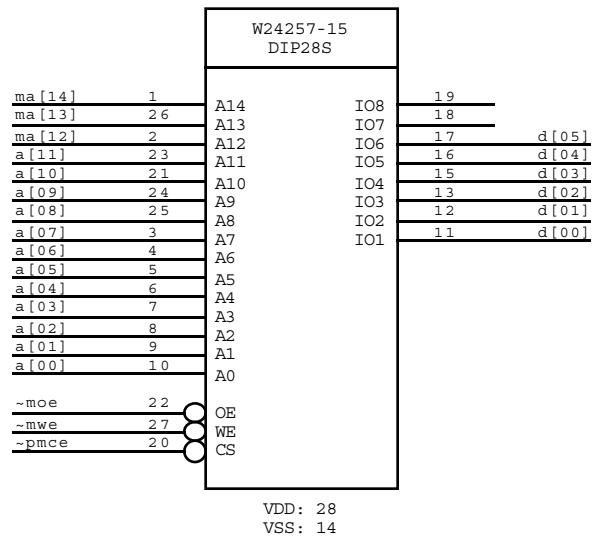 W24257-15
DIP28S
ma[14] 1 A14 IO8 19
ma[13] 26 A13 IO7 18
ma[12] 2 A12 IO6 17 d[05]
a[11] 23 A11 IO5 16 d[04]
a[10] 21 A10 IO4 15 d[03]
a[09] 24 A9 IO3 13 d[02]
a[08] 25 A8 IO2 12 d[01]
a[07] 3 A7 IO1 11 d[00]
a[06] 4 A6
a[05] 5 A5
a[04] 6 A4
a[03] 7 A3
a[02] 8 A2
a[01] 9 A1
a[00] 10 A0
~moe 22 OE
~mwe 27 WE
~pmce 20 CS
VDD: 28
VSS: 14